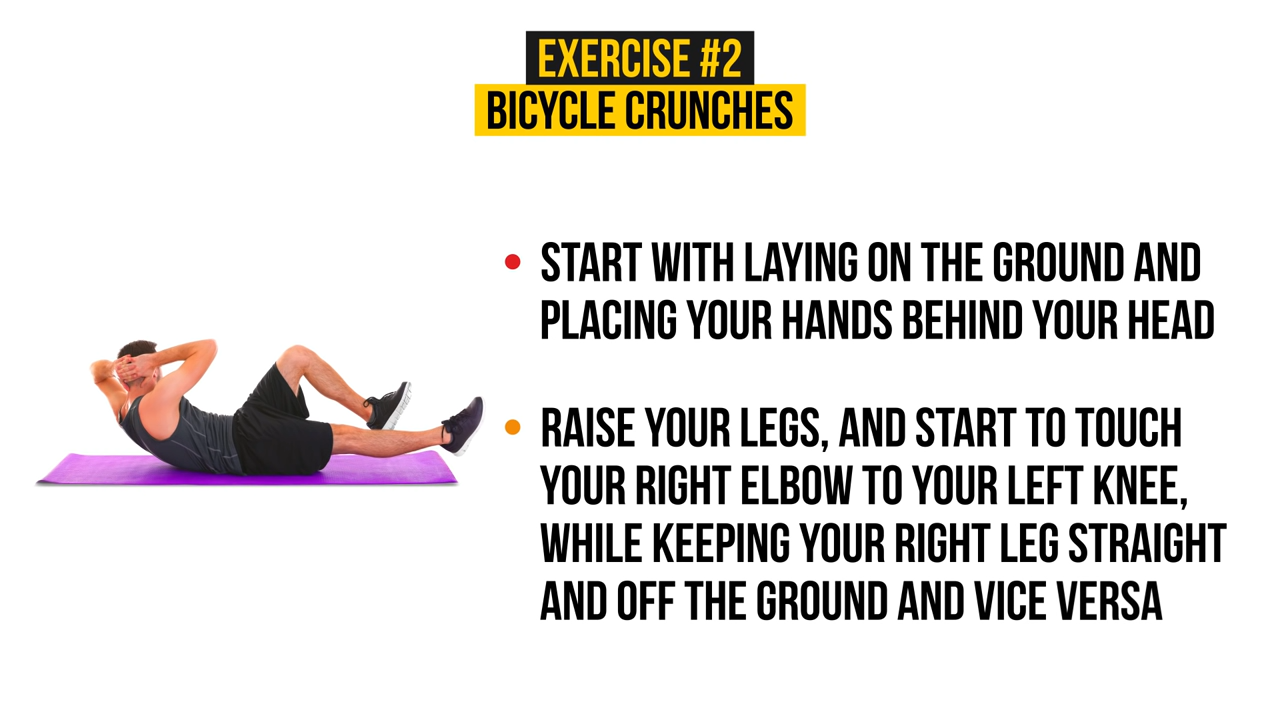 EXERCISE #2
BICYCLE CRUNCHES
• START WITH LAYING ON THE GROUND AND
PLACING YOUR HANDS BEHIND YOUR HEAD
• RAISE YOUR LEGS, AND START TO TOUCH
YOUR RIGHT ELBOW TO YOUR LEFT KNEE,
WHILE KEEPING YOUR RIGHT LEG STRAIGHT
AND OFF THE GROUND AND VICE VERSA